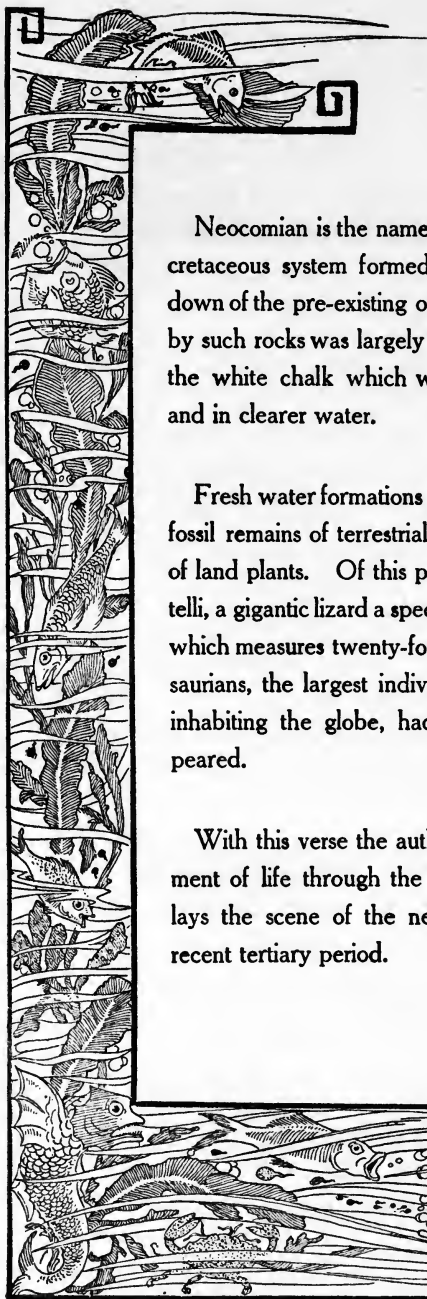 Neocomian is the name
cretaceous system formed
down of the pre-existing o
by such rocks was largely
the white chalk which w
and in clearer water.
Fresh water formations
fossil remains of terrestrial
of land plants. Of this p
telli, a gigantic lizard a spec
which measures twenty-fo
saurians, the largest indiv
inhabiting the globe, had
peared.
With this verse the aut
ment of life through the
lays the scene of the ne
recent tertiary period.